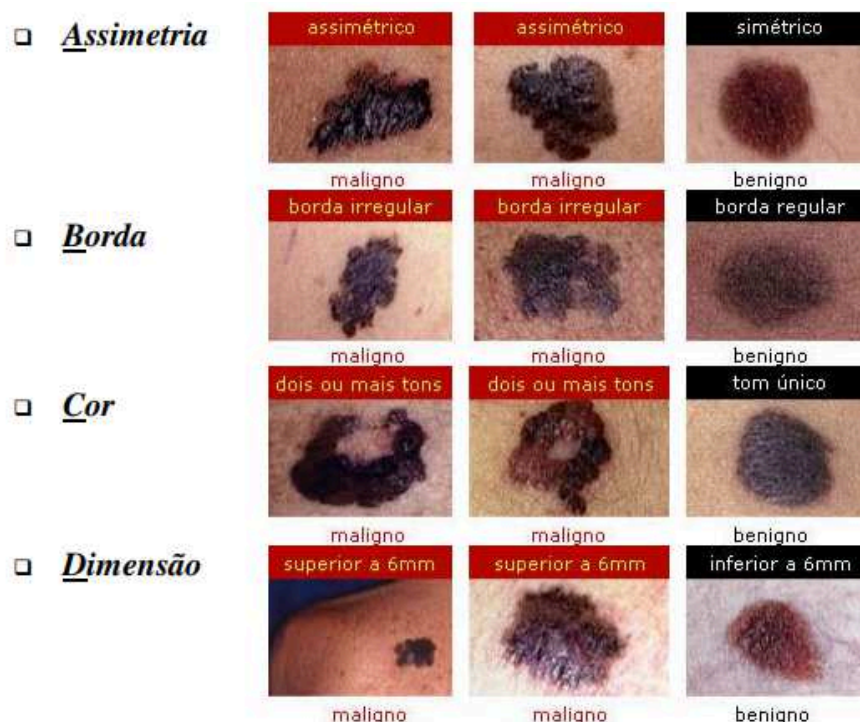 ❑ Assimetria
assimétrico assimétrico simétrico
maligno maligno benigno
❑ Borda
borda irregular borda irregular borda regular
maligno maligno benigno
❑ Cor
dois ou mais tons dois ou mais tons tom único
maligno maligno benigno
❑ Dimensão
superior a 6mm superior a 6mm inferior a 6mm
maligno maligno benigno